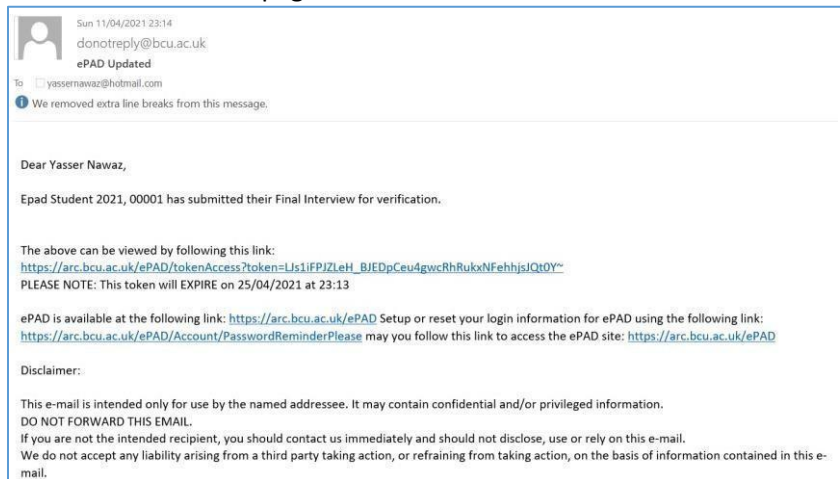 Sun 11/04/2021 23:14
donotreply@bcu.ac.uk
ePAD Updated
To yassernawaz@hotmail.com
We removed extra line breaks from this message.
Dear Yasser Nawaz,
Epad Student 2021, 00001 has submitted their Final Interview for verification.
The above can be viewed by following this link:
https://arc.bcu.ac.uk/ePAD/tokenAccess?token=LJs1iFPJZLeH_BJEDpCeu4gwcRhRukxNFehhjsJQt0Y~
PLEASE NOTE: This token will EXPIRE on 25/04/2021 at 23:13
ePAD is available at the following link: https://arc.bcu.ac.uk/ePAD Setup or reset your login information for ePAD using the following link:
https://arc.bcu.ac.uk/ePAD/Account/PasswordReminderPlease may you follow this link to access the ePAD site: https://arc.bcu.ac.uk/ePAD
Disclaimer:
This e-mail is intended only for use by the named addressee. It may contain confidential and/or privileged information.
DO NOT FORWARD THIS EMAIL.
If you are not the intended recipient, you should contact us immediately and should not disclose, use or rely on this e-mail.
We do not accept any liability arising from a third party taking action, or refraining from taking action, on the basis of information contained in this e-
mail.